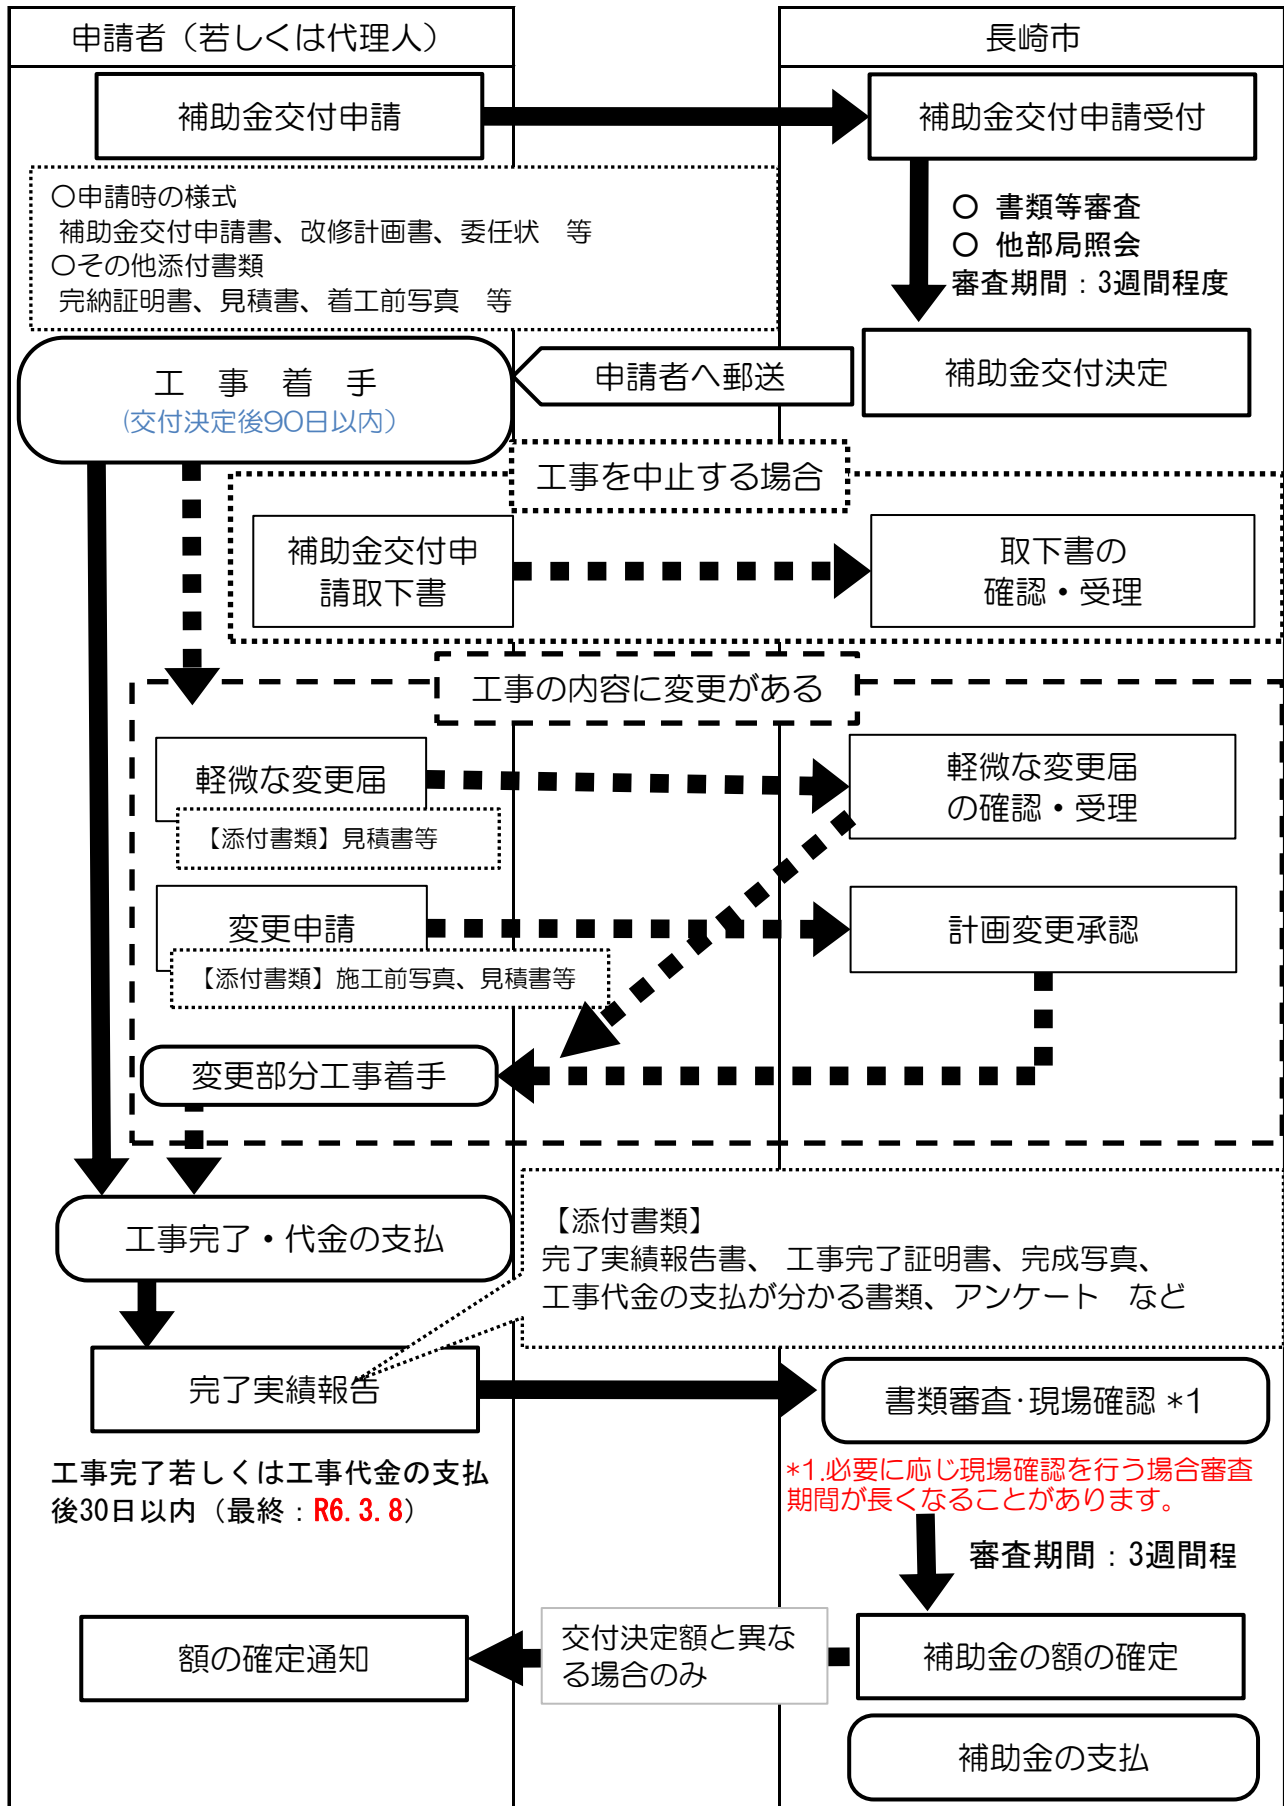 申請者（若しくは代理人）
長崎市
補助金交付申請
補助金交付申請受付
〇申請時の様式
補助金交付申請書、改修計画書、委任状　等
〇その他添付書類
完納証明書、見積書、着工前写真　等
〇 書類等審査
〇 他部局照会
審査期間：3週間程度
工　事　着　手
(交付決定後90日以内）
申請者へ郵送
補助金交付決定
工事を中止する場合
補助金交付申
請取下書
取下書の
確認・受理
工事の内容に変更がある
軽微な変更届
【添付書類】見積書等
軽微な変更届
の確認・受理
変更申請
【添付書類】施工前写真、見積書等
計画変更承認
変更部分工事着手
工事完了・代金の支払
【添付書類】
完了実績報告書、 工事完了証明書、完成写真、
工事代金の支払が分かる書類、アンケート　など
完了実績報告
書類審査･現場確認 *1
工事完了若しくは工事代金の支払
後30日以内（最終：R6.3.8）
*1.必要に応じ現場確認を行う場合審査
期間が長くなることがあります。
審査期間：3週間程
額の確定通知
交付決定額と異な
る場合のみ
補助金の額の確定
補助金の支払